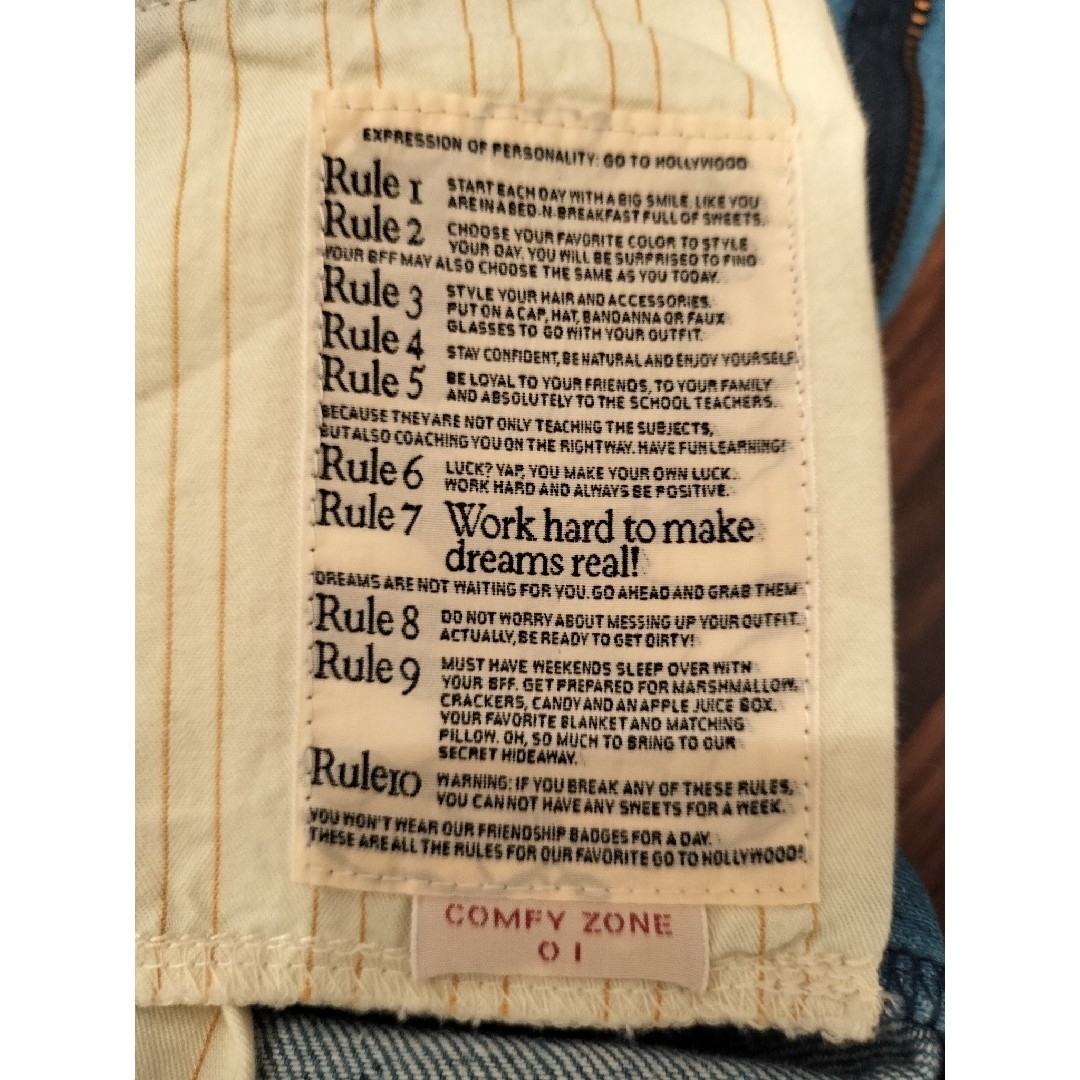 EXPRESSION OF PERSONALITY: GO TO HOLLYWOOD
Rule 1 START EACH DAY WITH A BIG SMILE. LIKE YOU
ARE IN A BED-N-BREAKFAST FULL OF SWEETS.
Rule 2 CHOOSE YOUR FAVORITE COLOR TO STYLE
YOUR DAY. YOU WILL BE SURPRISED TO FIND
YOUR BFF MAY ALSO CHOOSE THE SAME AS YOU TODAY.
Rule 3 STYLE YOUR HAIR AND ACCESSORIES.
PUT ON A CAP, HAT, BANDANNA OR FAUX
GLASSES TO GO WITH YOUR OUTFIT.
Rule 4 STAY CONFIDENT, BE NATURAL AND ENJOY YOURSELF.
Rule 5 BE LOYAL TO YOUR FRIENDS, TO YOUR FAMILY
AND ABSOLUTELY TO THE SCHOOL TEACHERS.
BECAUSE THEY ARE NOT ONLY TEACHING THE SUBJECTS,
BUT ALSO COACHING YOU ON THE RIGHT WAY. HAVE FUN LEARNING!
Rule 6 LUCK? YAP, YOU MAKE YOUR OWN LUCK.
WORK HARD AND ALWAYS BE POSITIVE.
Rule 7 Work hard to make
dreams real!
DREAMS ARE NOT WAITING FOR YOU. GO AHEAD AND GRAB THEM
Rule 8 DO NOT WORRY ABOUT MESSING UP YOUR OUTFIT.
ACTUALLY, BE READY TO GET DIRTY!
Rule 9 MUST HAVE WEEKENDS SLEEP OVER WITH
YOUR BFF. GET PREPARED FOR MARSHMALLOW,
CRACKERS, CANDY AND AN APPLE JUICE BOX.
YOUR FAVORITE BLANKET AND MATCHING
PILLOW. OH, SO MUCH TO BRING TO OUR
SECRET HIDEAWAY.
Rule 10 WARNING: IF YOU BREAK ANY OF THESE RULES,
YOU CAN NOT HAVE ANY SWEETS FOR A WEEK.
YOU WON'T WEAR OUR FRIENDSHIP BADGES FOR A DAY.
THESE ARE ALL THE RULES FOR OUR FAVORITE GO TO HOLLYWOOD!
COMFY ZONE
01